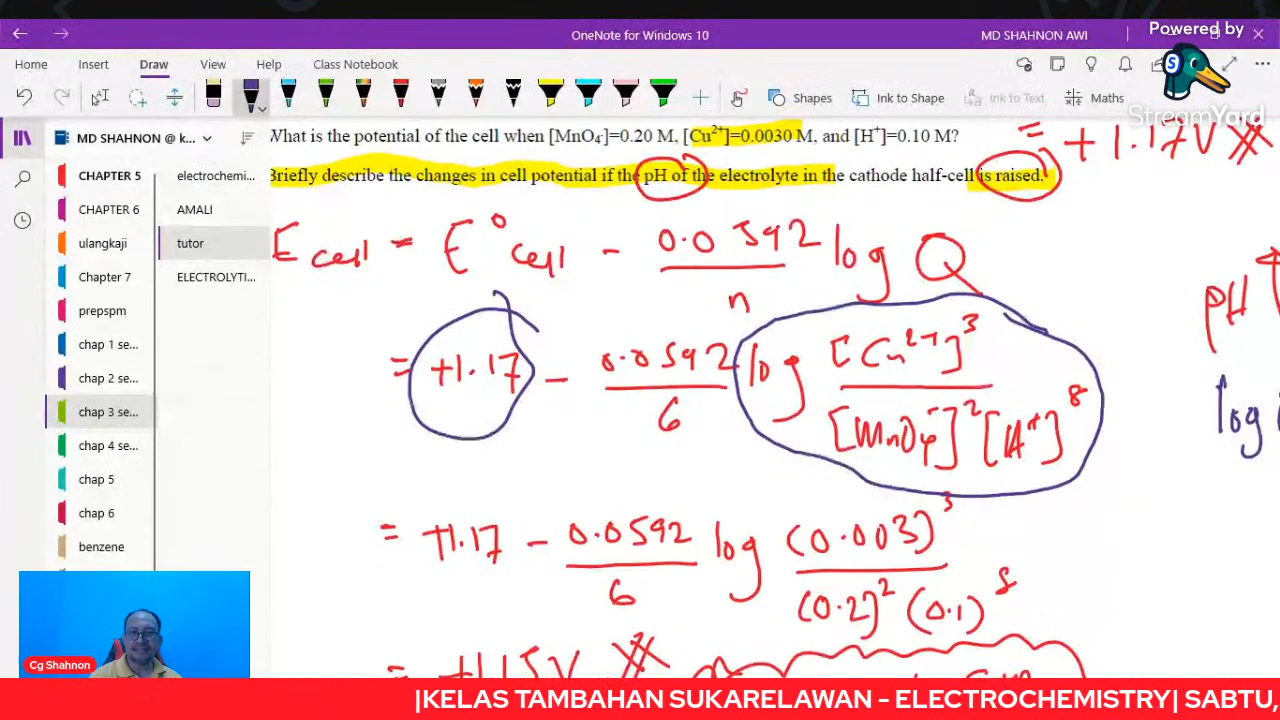 OneNote for Windows 10
MD SHAHNON AWI
Powered by
StreamYard
Home Insert Draw View Help Class Notebook
Shapes Ink to Shape Ink to Text Maths
MD SHAHNON @ k...
CHAPTER 5
CHAPTER 6
ulangkaji
Chapter 7
prepspm
chap 1 se...
chap 2 se...
chap 3 se...
chap 4 se...
chap 5
chap 6
benzene
electrochemi...
AMALI
tutor
ELECTROLYTI...
What is the potential of the cell when [MnO₄⁻]=0.20 M, [Cu²⁺]=0.0030 M, and [H⁺]=0.10 M?
= +1.17V
Briefly describe the changes in cell potential if the pH of the electrolyte in the cathode half-cell is raised.
E cell = E° cell - 0.0592/n log Q
pH ↑
= +1.17 - 0.0592/6 log [Cu²⁺]³/[MnO₄⁻]²[H⁺]⁸
log
= +1.17 - 0.0592/6 log (0.003)³/(0.2)²(0.1)⁸
= +1.15V
Cg Shahnon
|KELAS TAMBAHAN SUKARELAWAN - ELECTROCHEMISTRY| SABTU,